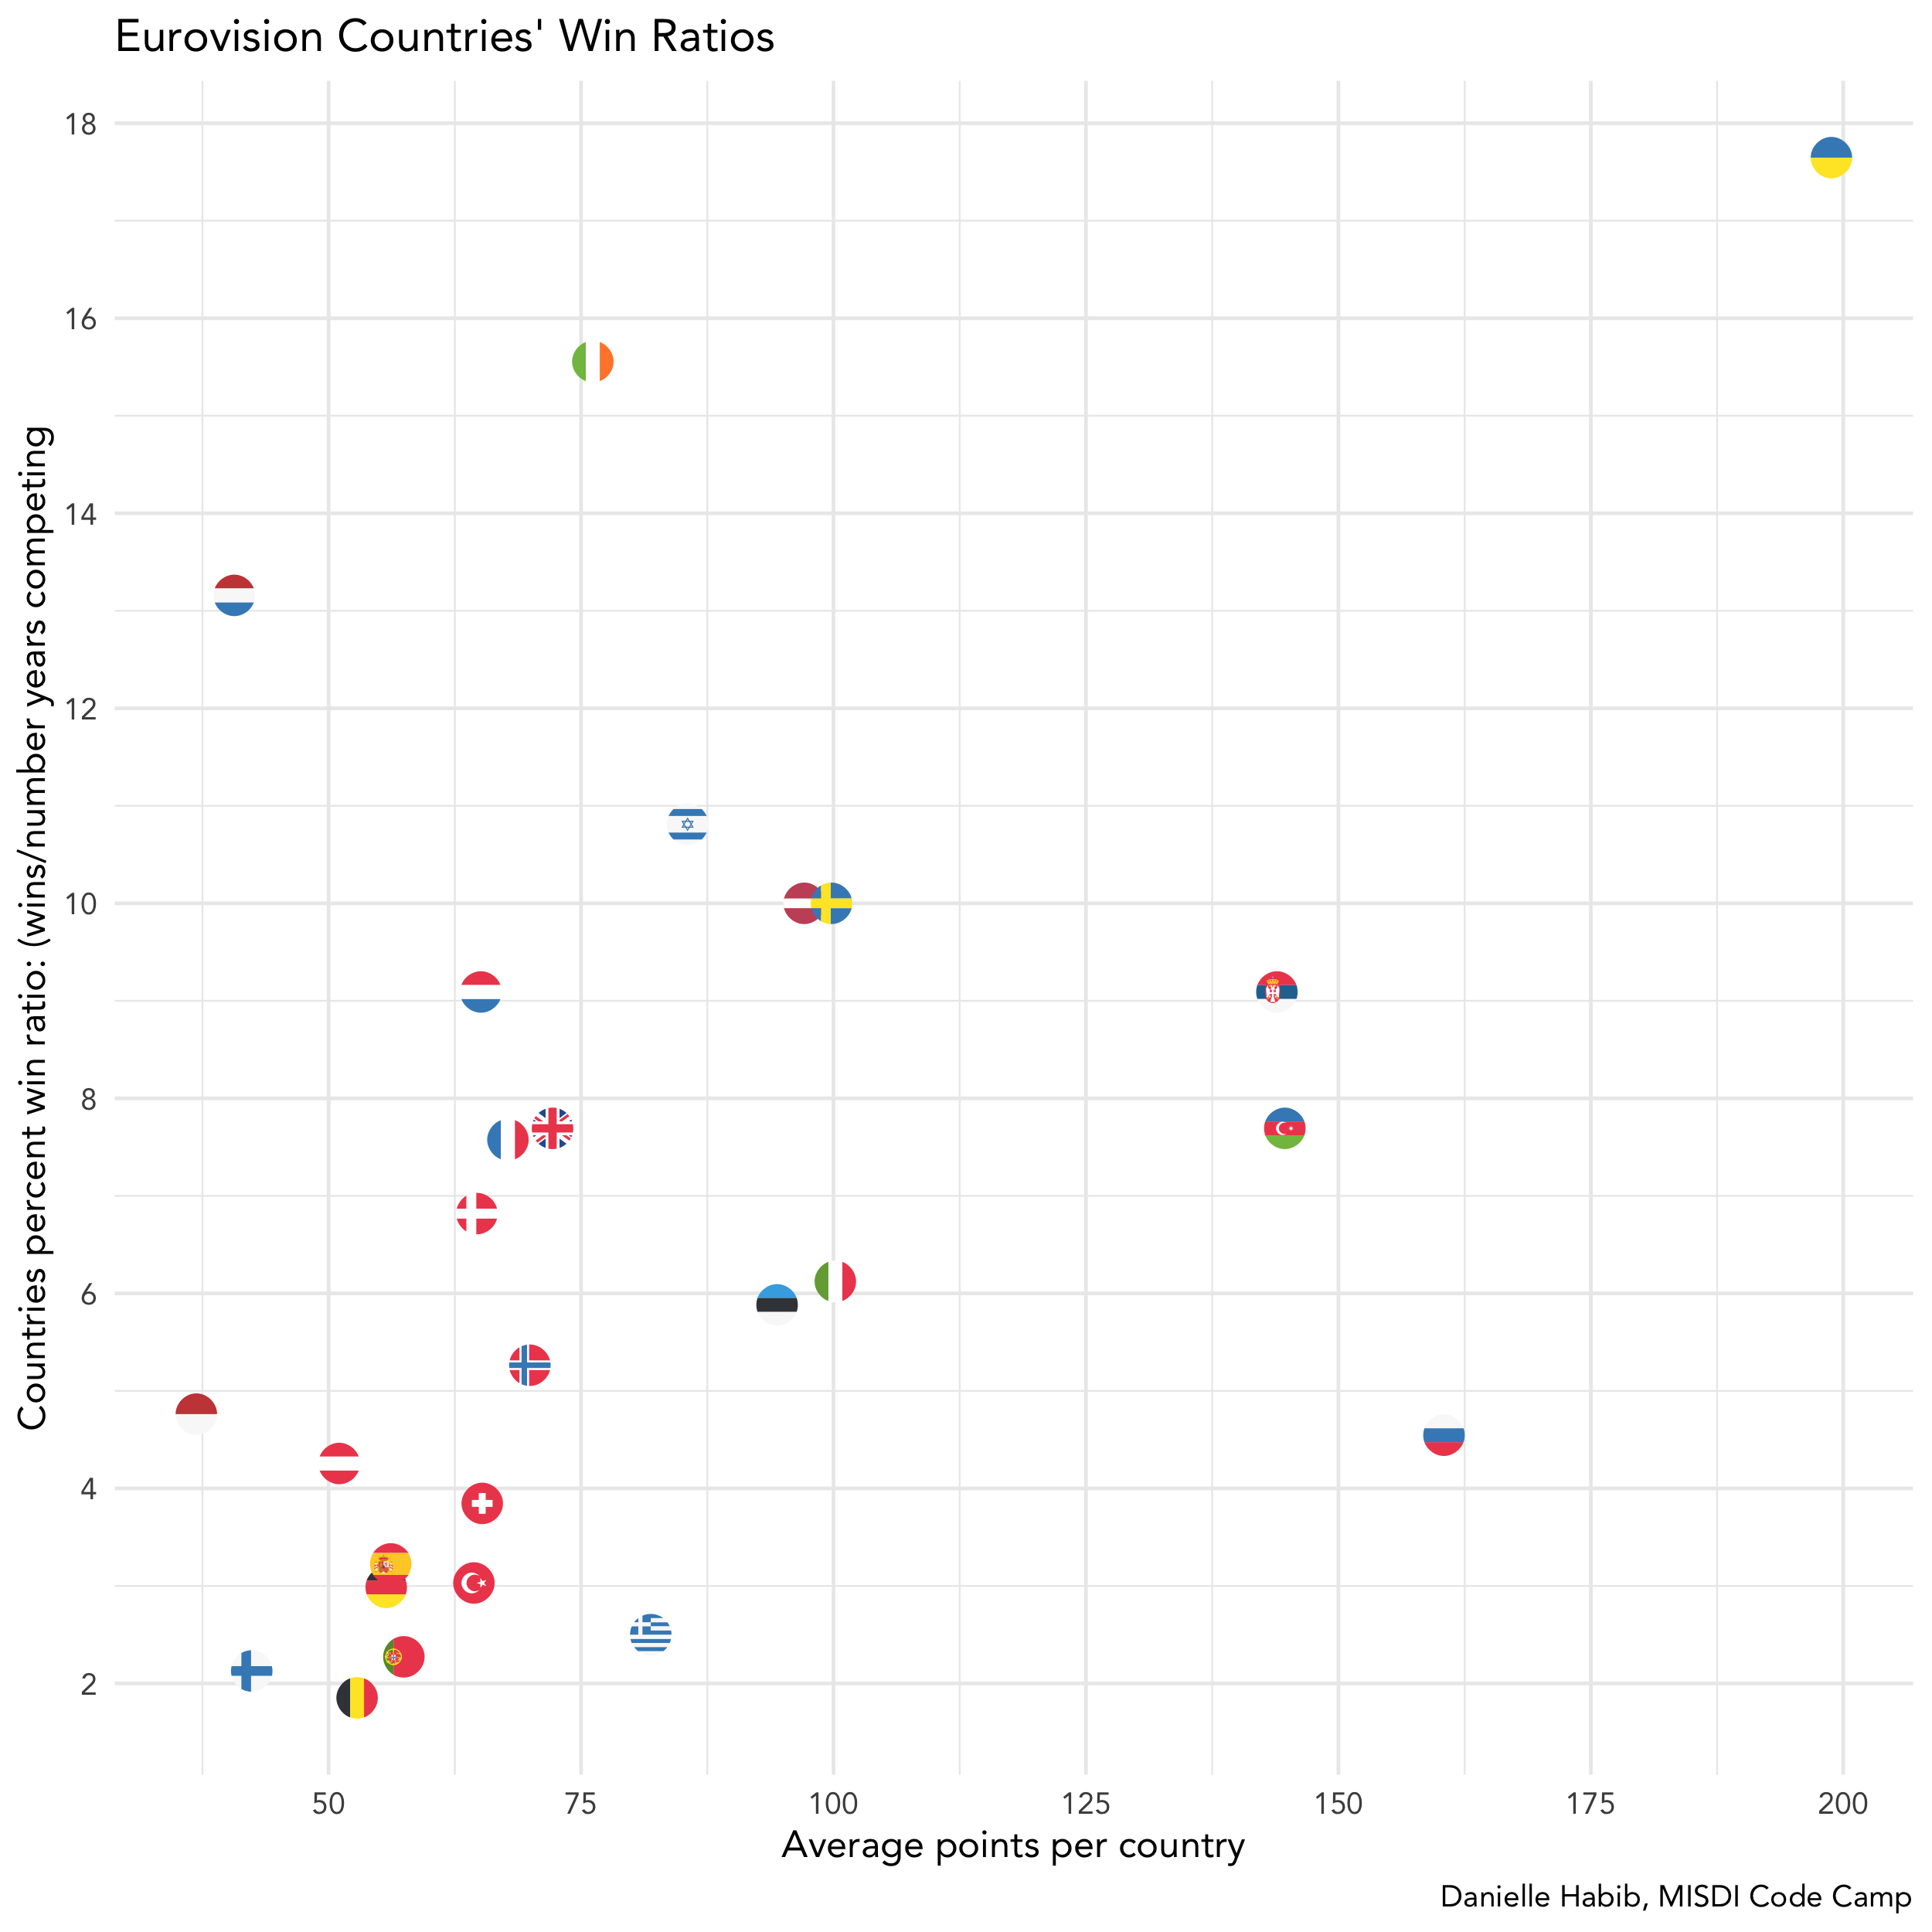 Eurovision Countries' Win Ratios
Countries percent win ratio: (wins/number years competing
18
16
14
12
10
8
6
4
2
50 75 100 125 150 175 200
Average points per country
Danielle Habib, MISDI Code Camp